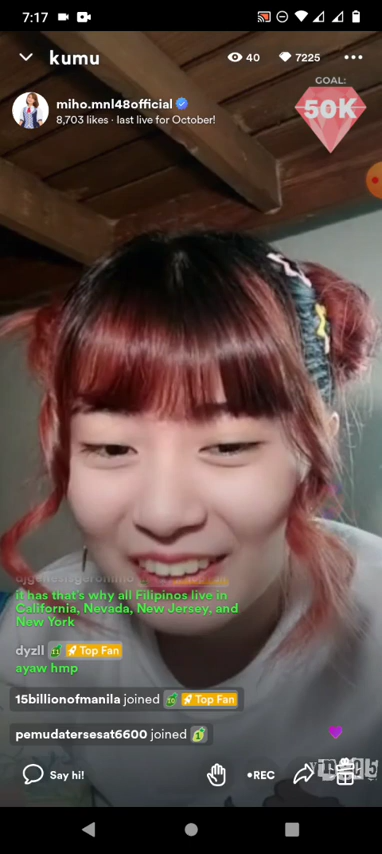 7:17
kumu
40
7225
GOAL:
50K
miho.mnl48official
8,703 likes · last live for October!
it has that's why all Filipinos live in
California, Nevada, New Jersey, and
New York
dyzll 11 Top Fan
ayaw hmp
15billionofmanila joined Top Fan
pemudatersesat6600 joined 1
Say hi!
•REC